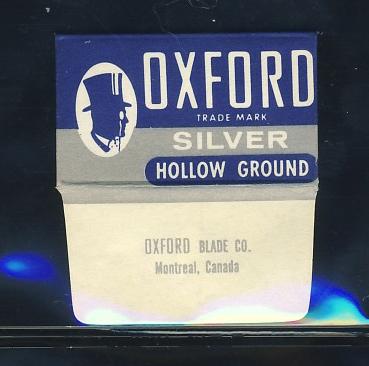 OXFORD
TRADE MARK
SILVER
HOLLOW GROUND
OXFORD BLADE CO.
Montreal, Canada